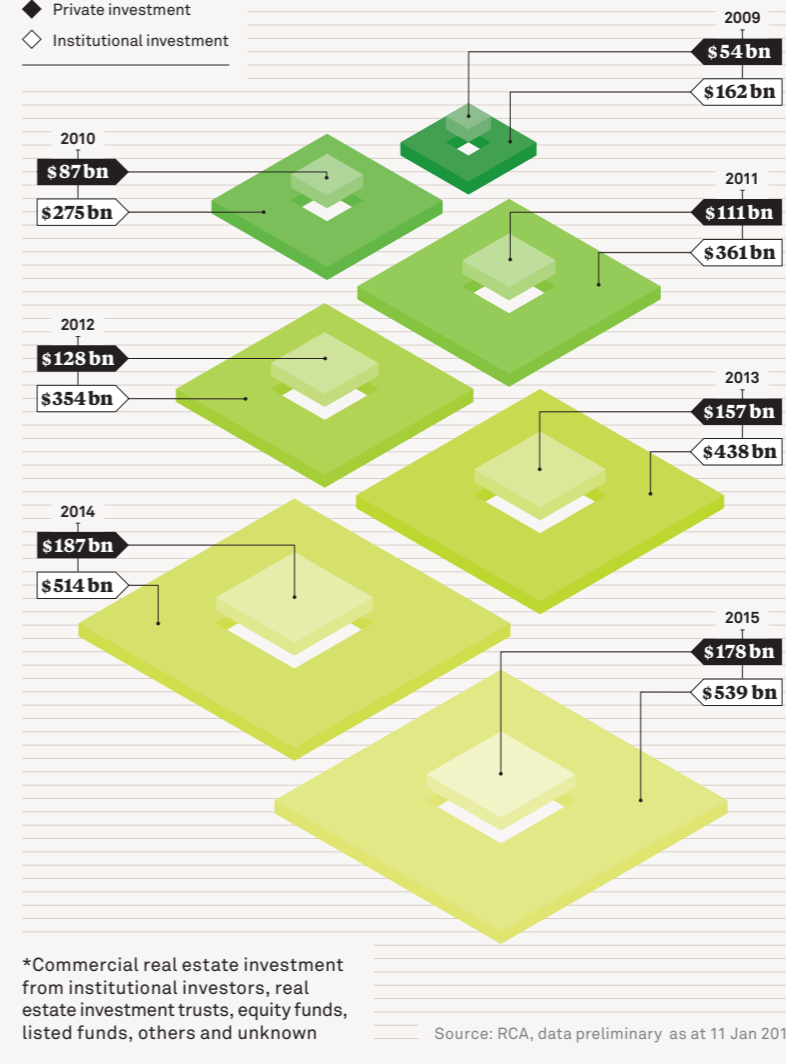 Private investment
Institutional investment
2009
$54bn
$162bn
2010
$87bn
$275bn
2011
$111bn
$361bn
2012
$128bn
$354bn
2013
$157bn
$438bn
2014
$187bn
$514bn
2015
$178bn
$539bn
*Commercial real estate investment
from institutional investors, real
estate investment trusts, equity funds,
listed funds, others and unknown
Source: RCA, data preliminary as at 11 Jan